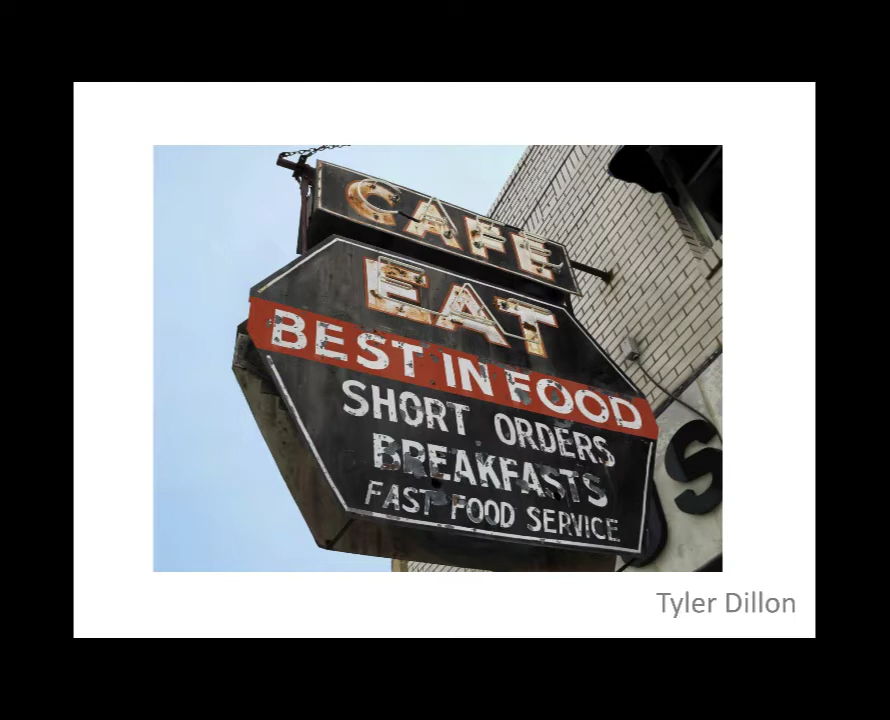 CAFE
EAT
BEST IN FOOD
SHORT ORDERS
BREAKFASTS
FAST FOOD SERVICE
S
Tyler Dillon